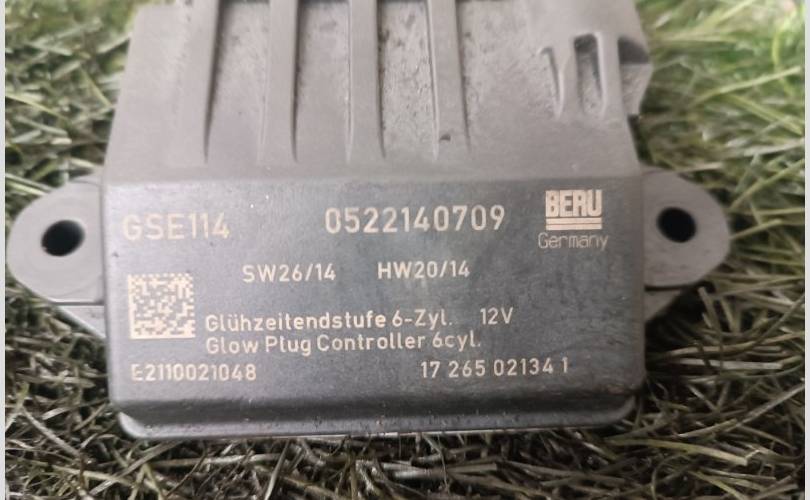 GSE114 0522140709 BERU
Germany
SW26/14 HW20/14
Glühzeitendstufe 6-Zyl. 12V
Glow Plug Controller 6cyl.
E2110021048 17 265 02134 1